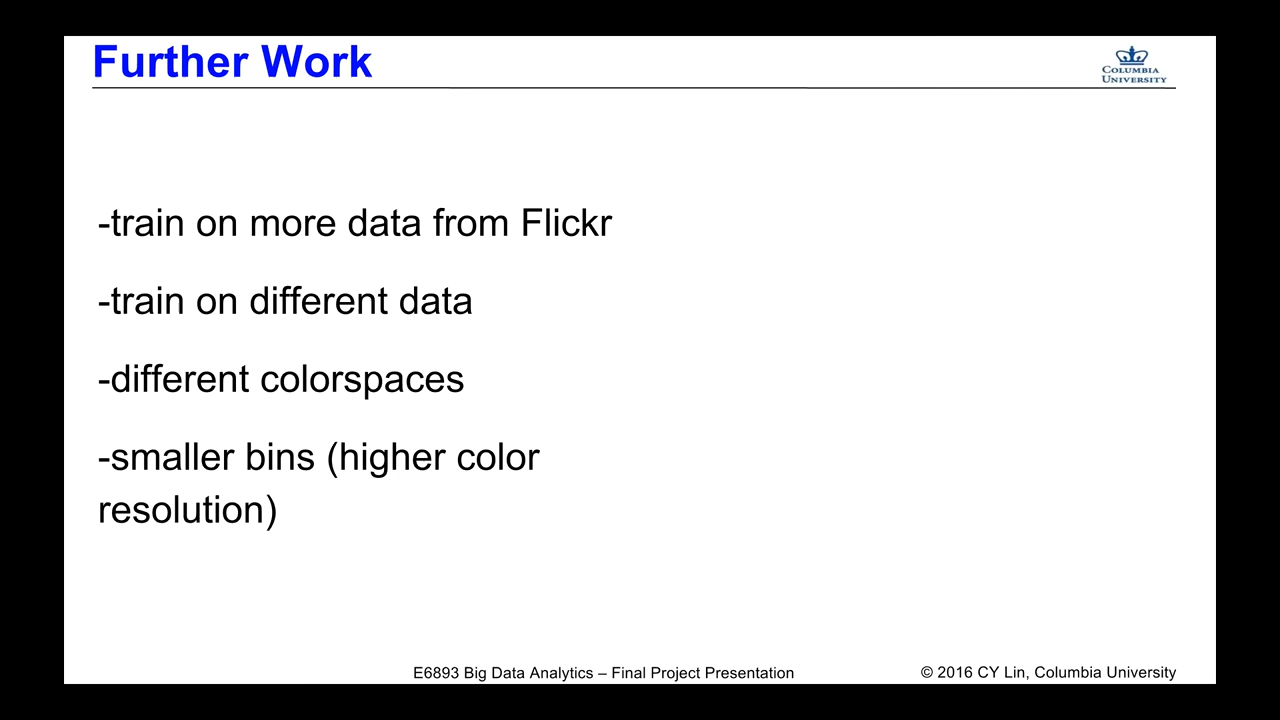 Further Work
COLUMBIA
UNIVERSITY
-train on more data from Flickr
-train on different data
-different colorspaces
-smaller bins (higher color
resolution)
E6893 Big Data Analytics – Final Project Presentation
© 2016 CY Lin, Columbia University